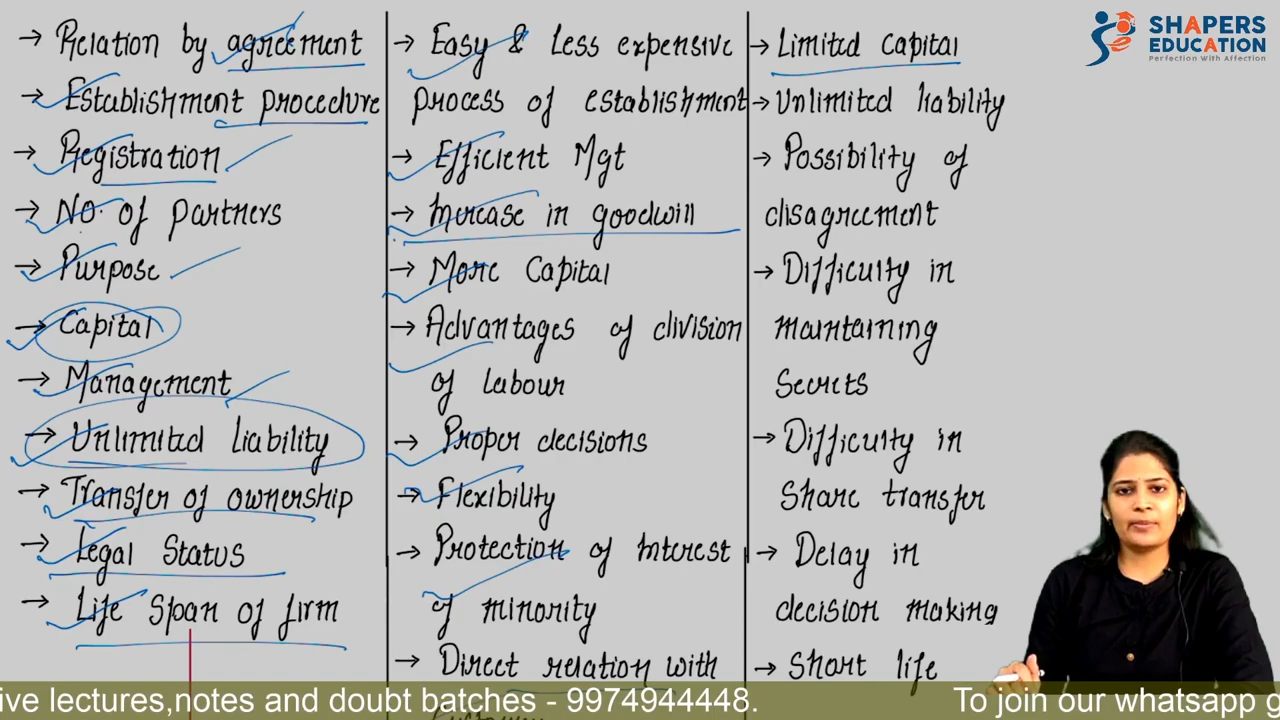 → Relation by agreement
→ Establishment procedure
→ Registration
→ No. of partners
→ Purpose
→ Capital
→ Management
→ Unlimited liability
→ Transfer of ownership
→ Legal Status
→ Life Span of firm
→ Easy & Less expensive
process of establishment
→ Efficient Mgt
→ Increase in goodwill
→ More Capital
→ Advantages of division
of labour
→ Proper decisions
→ Flexibility
→ Protection of Interest
of minority
→ Direct relation with
→ Limited Capital
→ Unlimited liability
→ Possibility of
disagreement
→ Difficulty in
maintaining
Secrets
→ Difficulty in
Share transfer
→ Delay in
decision making
→ Short life
SHAPERS
EDUCATION
Perfection With Affection
ive lectures,notes and doubt batches - 9974944448. To join our whatsapp g